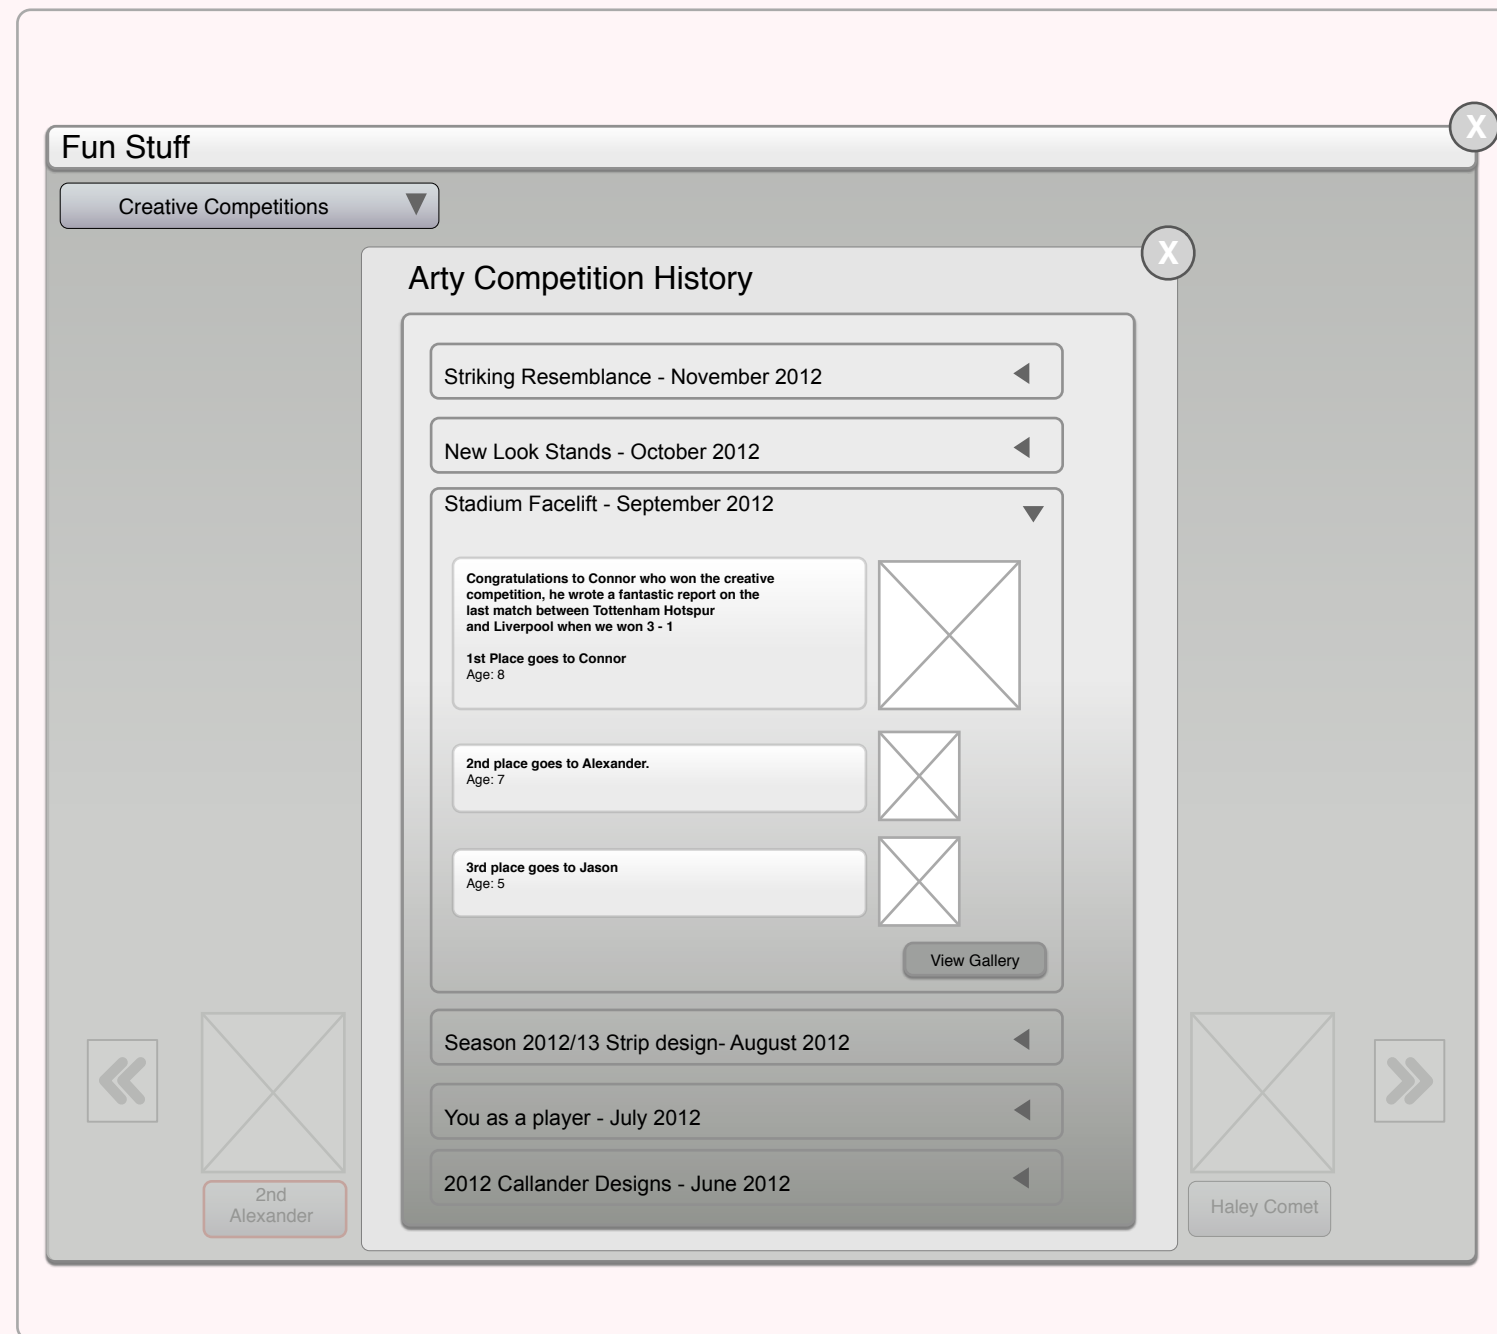 X
Fun Stuff
Creative Competitions
X
Arty Competition History
Striking Resemblance - November 2012
New Look Stands - October 2012
Stadium Facelift - September 2012
Congratulations to Connor who won the creative
competition, he wrote a fantastic report on the
last match between Tottenham Hotspur
and Liverpool when we won 3 - 1
1st Place goes to Connor
Age: 8
2nd place goes to Alexander.
Age: 7
3rd place goes to Jason
Age: 5
View Gallery
Season 2012/13 Strip design- August 2012
You as a player - July 2012
2012 Callander Designs - June 2012
2nd
Alexander
Haley Comet